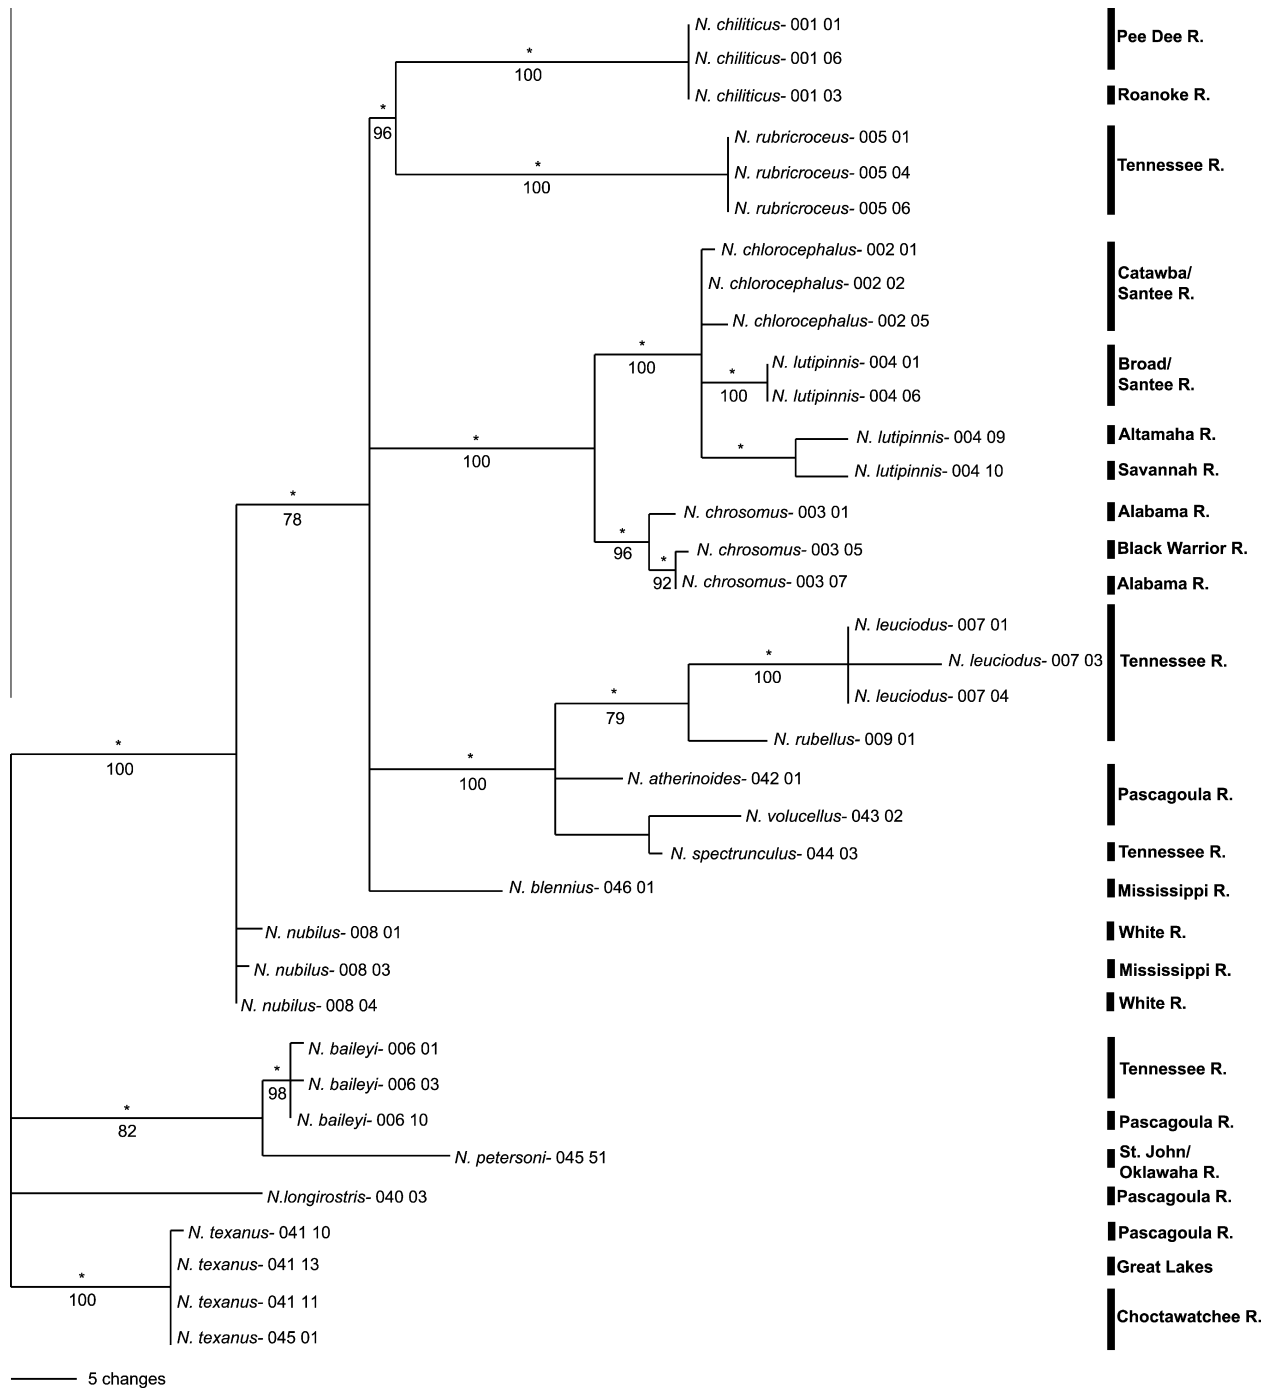 N. chiliticus- 001 01
Pee Dee R.
*
N. chiliticus- 001 06
100
N. chiliticus- 001 03
Roanoke R.
*
96
N. rubricroceus- 005 01
*
N. rubricroceus- 005 04
Tennessee R.
100
N. rubricroceus- 005 06
N. chlorocephalus- 002 01
N. chlorocephalus- 002 02
Catawba/
Santee R.
N. chlorocephalus- 002 05
*
100
N. lutipinnis- 004 01
Broad/
Santee R.
*
100
N. lutipinnis- 004 06
N. lutipinnis- 004 09
Altamaha R.
*
100
*
N. lutipinnis- 004 10
Savannah R.
*
78
N. chrosomus- 003 01
Alabama R.
*
96
N. chrosomus- 003 05
Black Warrior R.
*
92
N. chrosomus- 003 07
Alabama R.
N. leuciodus- 007 01
*
100
N. leuciodus- 007 03
Tennessee R.
N. leuciodus- 007 04
*
79
N. rubellus- 009 01
*
100
*
100
N. atherinoides- 042 01
Pascagoula R.
N. volucellus- 043 02
N. spectrunculus- 044 03
Tennessee R.
N. blennius- 046 01
Mississippi R.
N. nubilus- 008 01
White R.
N. nubilus- 008 03
Mississippi R.
N. nubilus- 008 04
White R.
N. baileyi- 006 01
*
98
N. baileyi- 006 03
Tennessee R.
*
82
N. baileyi- 006 10
Pascagoula R.
N. petersoni- 045 51
St. John/
Oklawaha R.
N.longirostris- 040 03
Pascagoula R.
N. texanus- 041 10
Pascagoula R.
N. texanus- 041 13
Great Lakes
*
100
N. texanus- 041 11
Choctawatchee R.
N. texanus- 045 01
5 changes